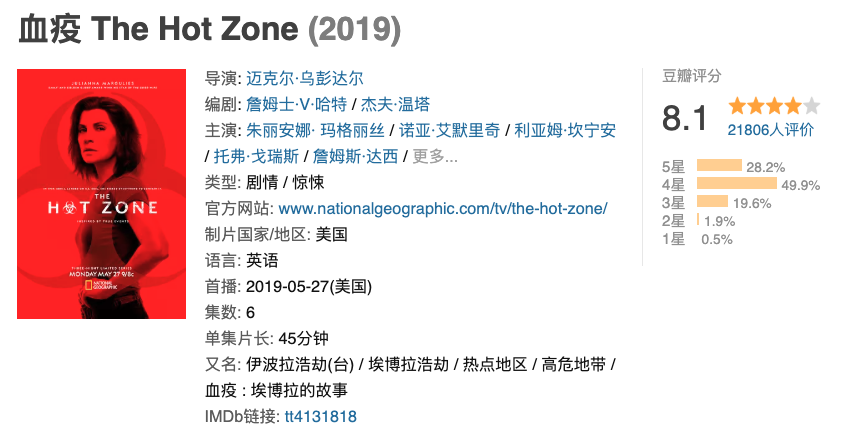 血疫 The Hot Zone (2019)
JULIANNA MARGULIES
THE
HOT ZONE
INSPIRED BY TRUE EVENTS
THREE-NIGHT LIMITED SERIES
MONDAY MAY 27 9/8c
NATIONAL GEOGRAPHIC
导演: 迈克尔·乌彭达尔
编剧: 詹姆士·V·哈特 / 杰夫·温塔
主演: 朱丽安娜· 玛格丽丝 / 诺亚·艾默里奇 / 利亚姆·坎宁安
/ 托弗·戈瑞斯 / 詹姆斯·达西 / 更多...
类型: 剧情 / 惊悚
官方网站: www.nationalgeographic.com/tv/the-hot-zone/
制片国家/地区: 美国
语言: 英语
首播: 2019-05-27(美国)
集数: 6
单集片长: 45分钟
又名: 伊波拉浩劫(台) / 埃博拉浩劫 / 热点地区 / 高危地带 /
血疫 : 埃博拉的故事
IMDb链接: tt4131818
豆瓣评分
8.1
21806人评价
5星 28.2%
4星 49.9%
3星 19.6%
2星 1.9%
1星 0.5%